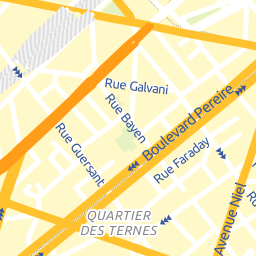 Rue Galvani
Rue Bayen
Boulevard Pereire
Rue Guersant
Rue Faraday
Avenue Niel
QUARTIER
DES TERNES